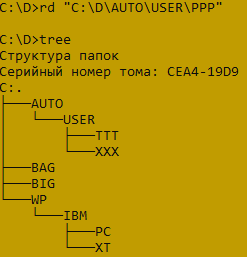 C:\D>rd "C:\D\AUTO\USER\PPP"
C:\D>tree
Структура папок
Серийный номер тома: CEA4-19D9
C:.
├───AUTO
│   └───USER
│       ├───TTT
│       └───XXX
├───BAG
├───BIG
└───WP
    └───IBM
        ├───PC
        └───XT